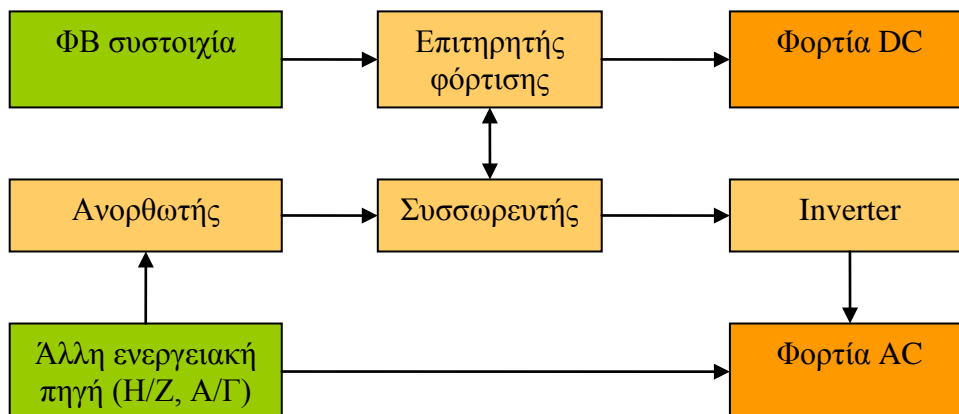 ΦΒ συστοιχία
Επιτηρητής
φόρτισης
Φορτία DC
Ανορθωτής
Συσσωρευτής
Inverter
Άλλη ενεργειακή
πηγή (Η/Ζ, Α/Γ)
Φορτία AC